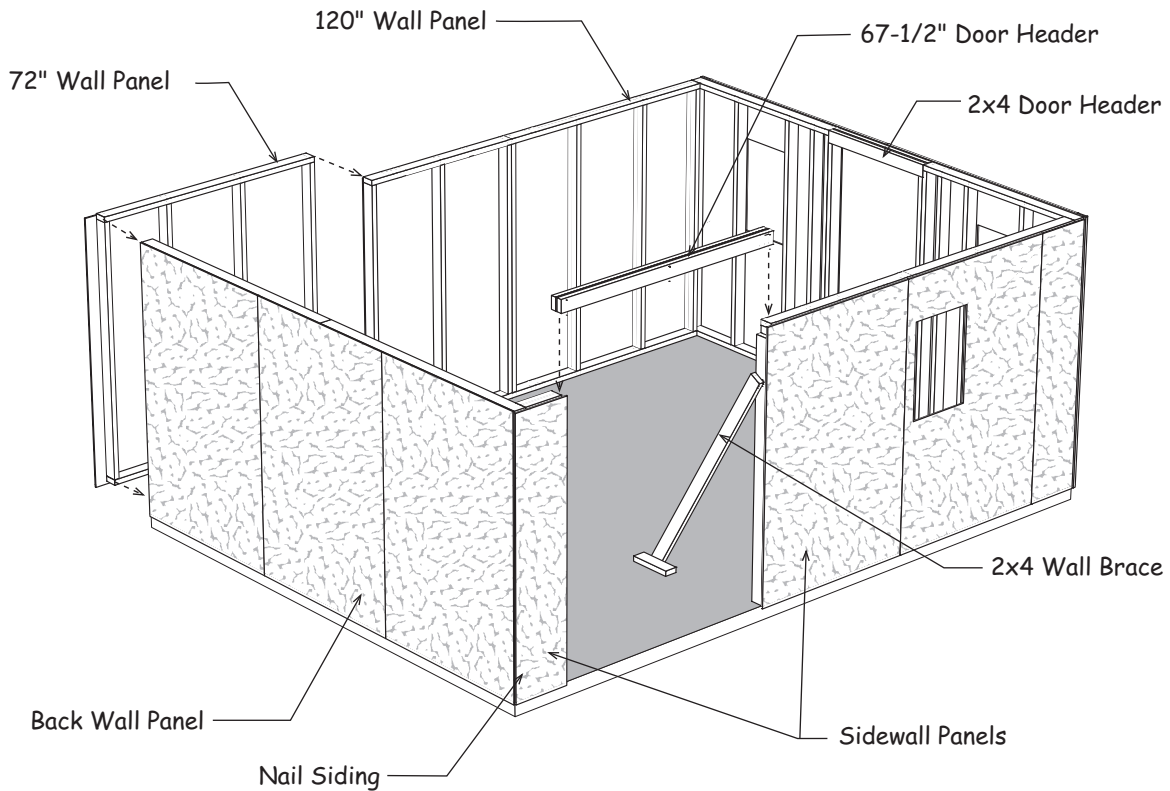 120" Wall Panel
67-1/2" Door Header
72" Wall Panel
2x4 Door Header
2x4 Wall Brace
Back Wall Panel
Sidewall Panels
Nail Siding